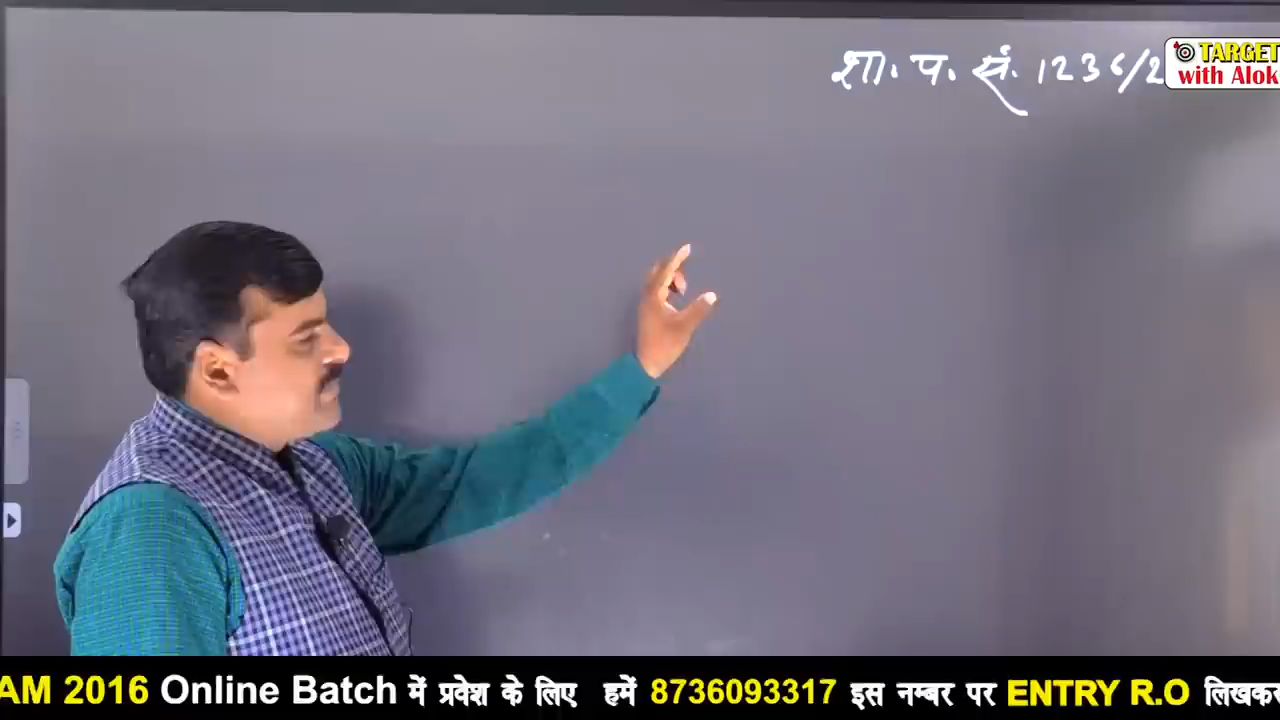 शा. प. सं. 1236/2
TARGET
with Alok
AM 2016 Online Batch में प्रवेश के लिए हमें 8736093317 इस नम्बर पर ENTRY R.O लिखकर